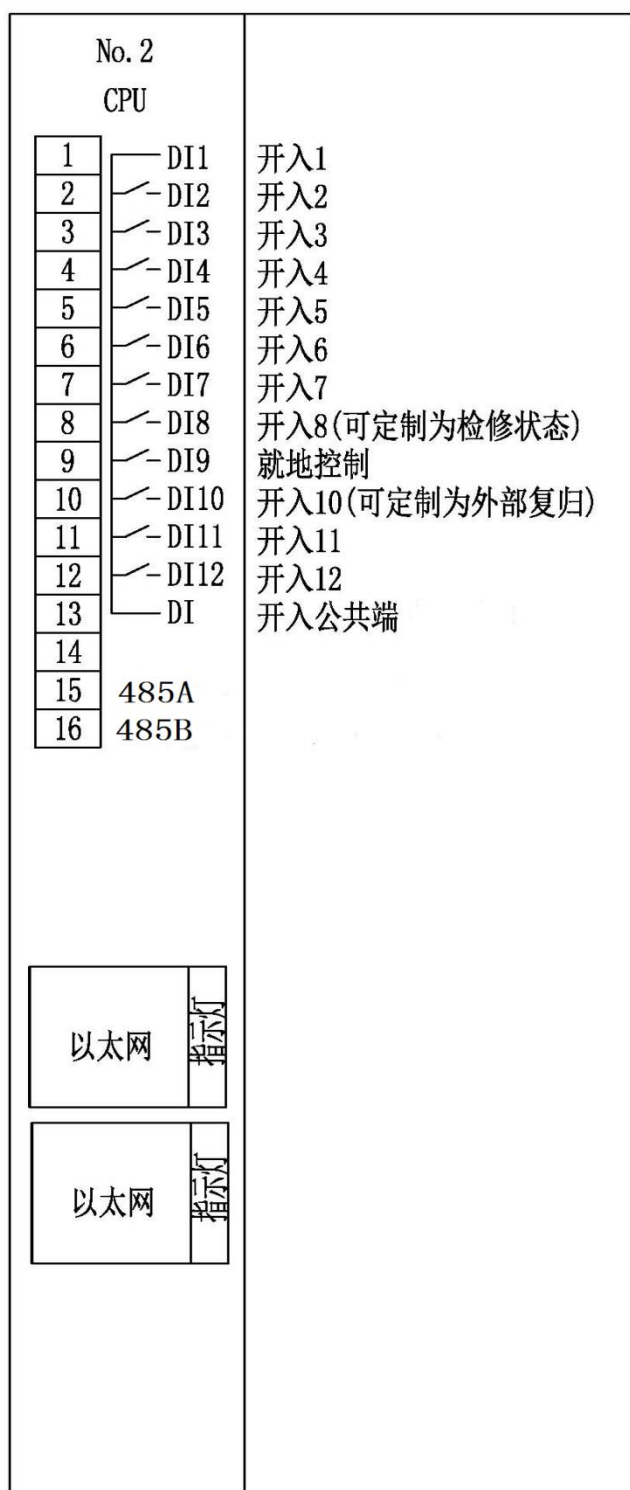 No.2
CPU
1 DI1 开入1
2 DI2 开入2
3 DI3 开入3
4 DI4 开入4
5 DI5 开入5
6 DI6 开入6
7 DI7 开入7
8 DI8 开入8(可定制为检修状态)
9 DI9 就地控制
10 DI10 开入10(可定制为外部复归)
11 DI11 开入11
12 DI12 开入12
13 DI 开入公共端
14
15 485A
16 485B
以太网 指示灯
以太网 指示灯